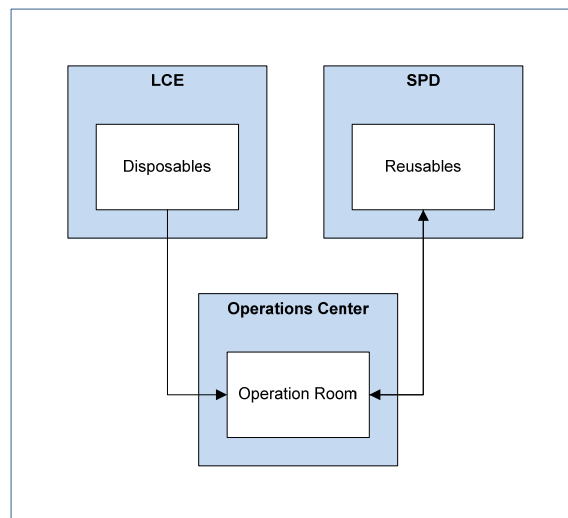 LCE
Disposables
SPD
Reusables
Operations Center
Operation Room